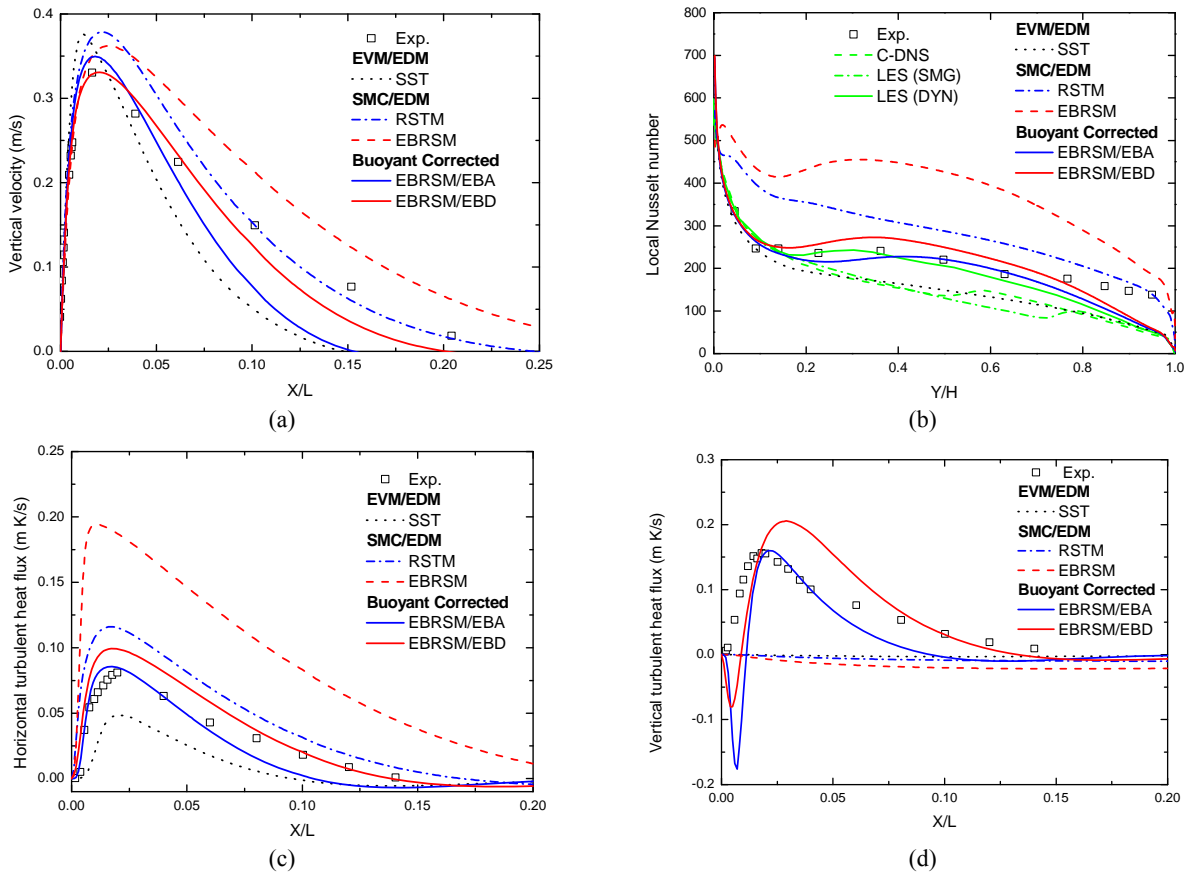 0.4
0.3
0.2
0.1
0.0
0.00 0.05 0.10 0.15 0.20 0.25
Vertical velocity (m/s)
X/L
Exp.
EVM/EDM
SST
SMC/EDM
RSTM
EBRSM
Buoyant Corrected
EBRSM/EBA
EBRSM/EBD
(a)
800
700
600
500
400
300
200
100
0
0.0 0.2 0.4 0.6 0.8 1.0
Local Nusselt number
Y/H
Exp.
C-DNS
LES (SMG)
LES (DYN)
EVM/EDM
SST
SMC/EDM
RSTM
EBRSM
Buoyant Corrected
EBRSM/EBA
EBRSM/EBD
(b)
0.25
0.20
0.15
0.10
0.05
0.00
0.00 0.05 0.10 0.15 0.20
Horizontal turbulent heat flux (m K/s)
X/L
Exp.
EVM/EDM
SST
SMC/EDM
RSTM
EBRSM
Buoyant Corrected
EBRSM/EBA
EBRSM/EBD
(c)
0.3
0.2
0.1
0.0
-0.1
-0.2
0.00 0.05 0.10 0.15 0.20
Vertical turbulent heat flux (m K/s)
X/L
Exp.
EVM/EDM
SST
SMC/EDM
RSTM
EBRSM
Buoyant Corrected
EBRSM/EBA
EBRSM/EBD
(d)